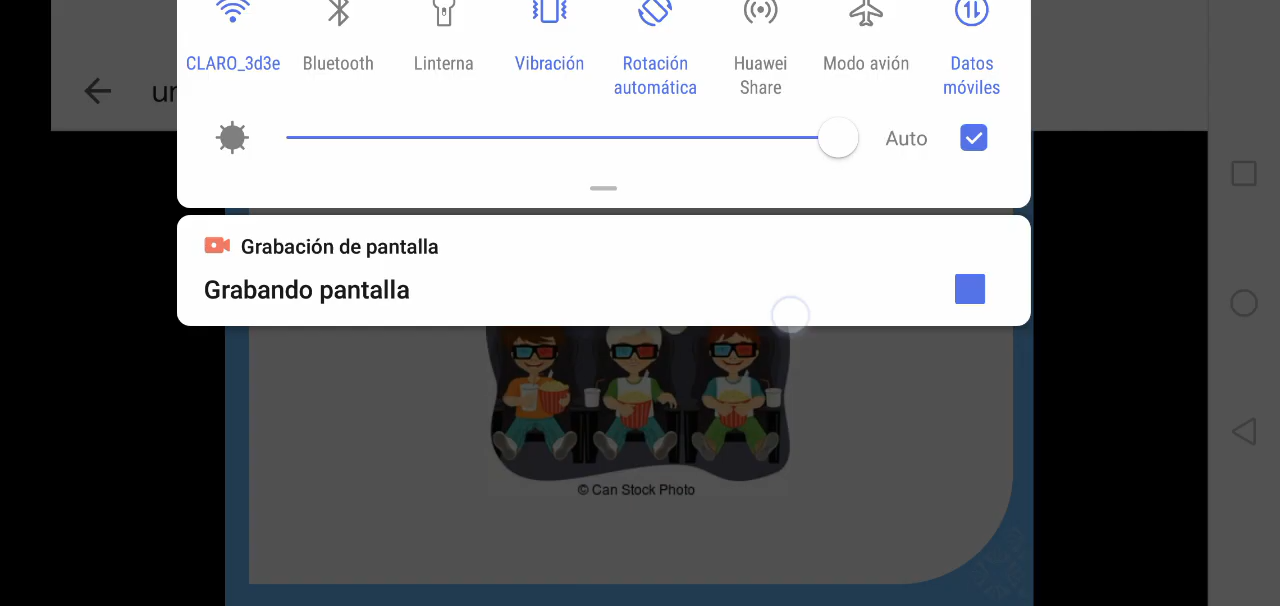 CLARO_3d3e Bluetooth Linterna Vibración Rotación automática Huawei Share Modo avión Datos móviles
Auto
Grabación de pantalla
Grabando pantalla
© Can Stock Photo